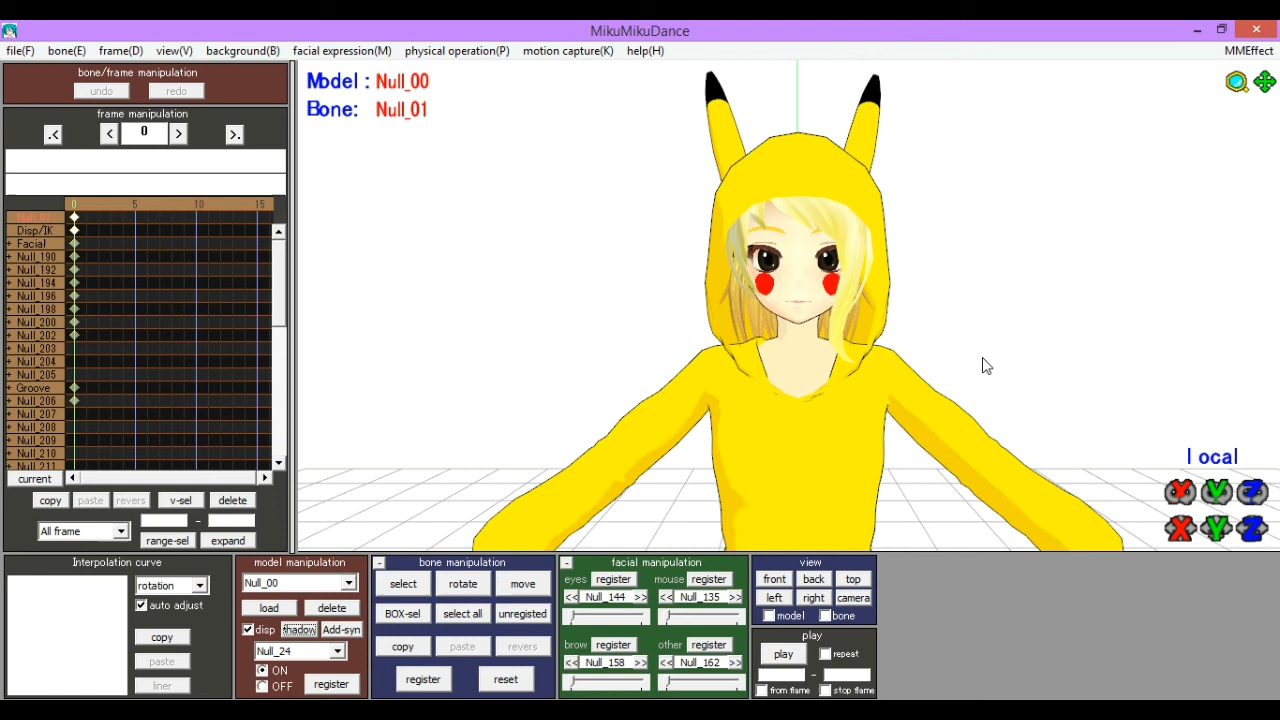 MikuMikuDance
file(F) bone(E) frame(D) view(V) background(B) facial expression(M) physical operation(P) motion capture(K) help(H) MMEffect
bone/frame manipulation
undo redo
frame manipulation
.< < 0 > >.
0 5 10 15
Disp/IK
+ Facial
+ Null_190
+ Null_192
+ Null_194
+ Null_196
+ Null_198
+ Null_200
+ Null_202
+ Null_203
+ Null_204
+ Null_205
+ Groove
+ Null_206
+ Null_207
+ Null_208
+ Null_209
+ Null_210
+ Null_211
current
copy paste revers v-sel delete
All frame -
range-sel expand
Model : Null_00
Bone: Null_01
local
X Y Z
X Y Z
Interpolation curve
rotation
auto adjust
copy
paste
liner
model manipulation
Null_00
load delete
disp shadow Add-syn
Null_24
ON
OFF register
- bone manipulation
select rotate move
BOX-sel select all unregisted
copy paste revers
register reset
- facial manipulation
eyes register mouse register
<< Null_144 >> << Null_135 >>
brow register other register
<< Null_158 >> << Null_162 >>
view
front back top
left right camera
model bone
play
play repeat
-
from flame stop flame